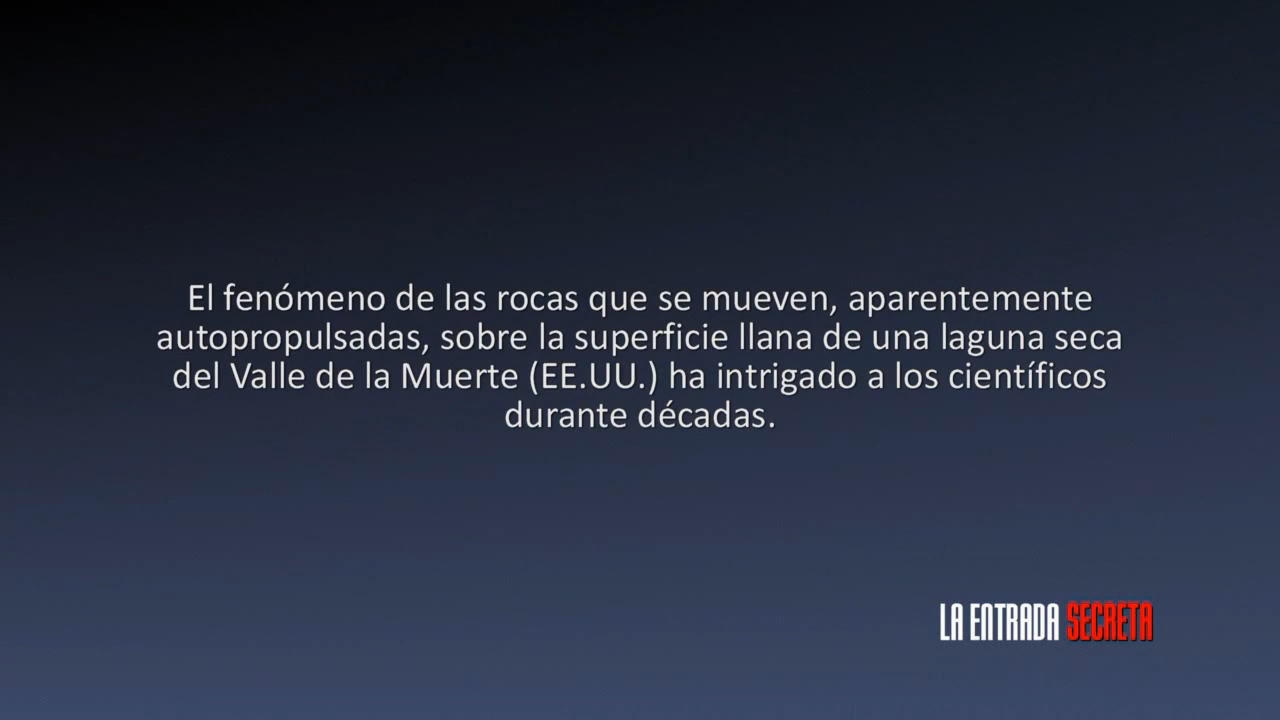 El fenómeno de las rocas que se mueven, aparentemente
autopropulsadas, sobre la superficie llana de una laguna seca
del Valle de la Muerte (EE.UU.) ha intrigado a los científicos
durante décadas.
LA ENTRADA SECRETA